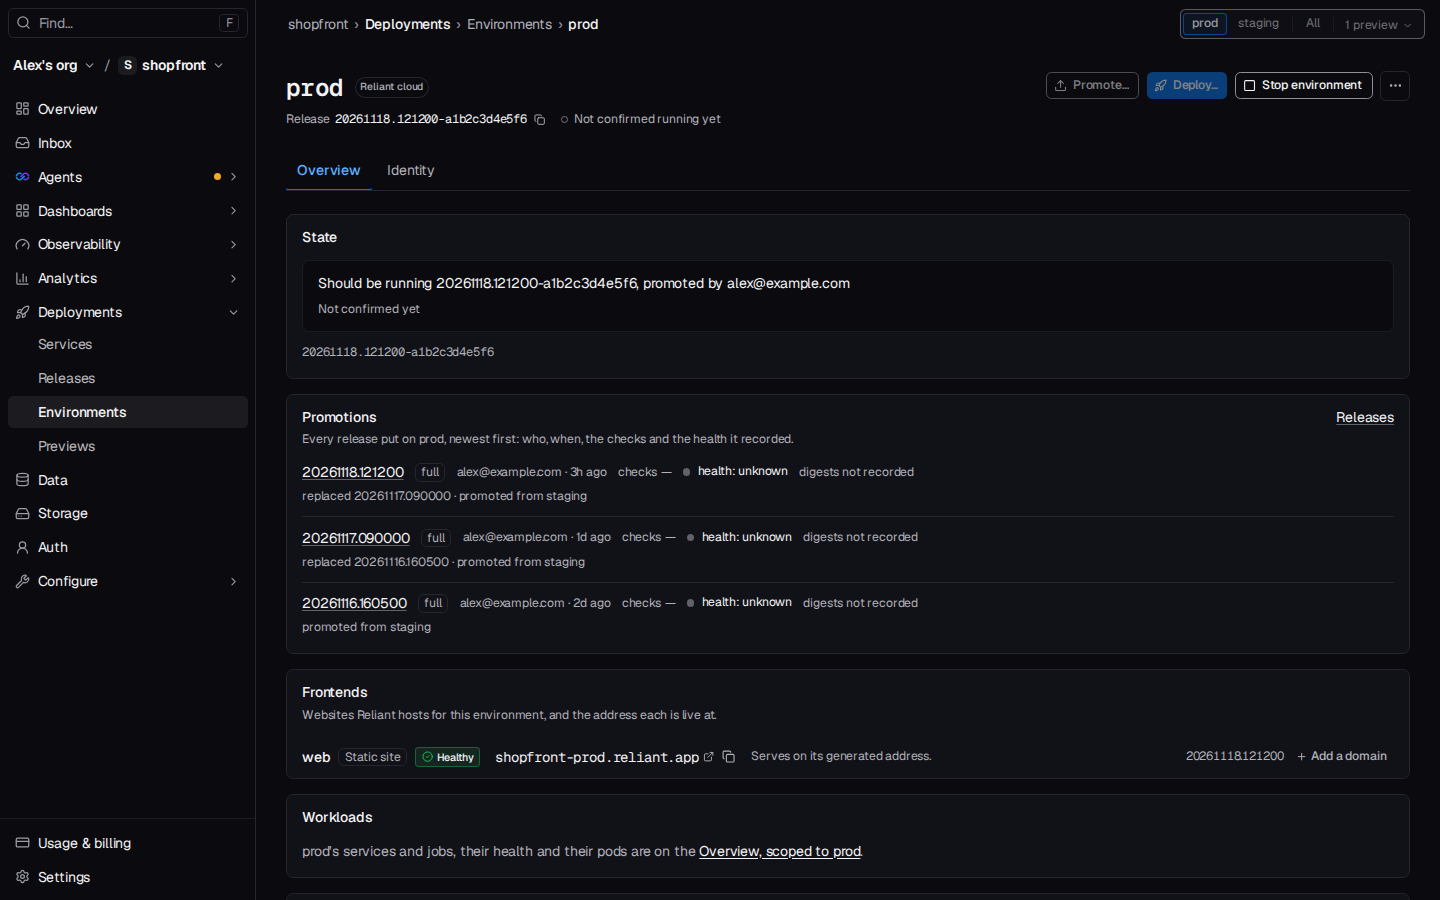 Find...
F
shopfront › Deployments › Environments › prod
prod
staging
All
1 preview
Alex's org / S shopfront
Overview
Inbox
Agents
Dashboards
Observability
Analytics
Deployments
Services
Releases
Environments
Previews
Data
Storage
Auth
Configure
Usage & billing
Settings
prod
Reliant cloud
Promote...
Deploy...
Stop environment
Release 20261118.121200-a1b2c3d4e5f6
Not confirmed running yet
Overview
Identity
State
Should be running 20261118.121200-a1b2c3d4e5f6, promoted by alex@example.com
Not confirmed yet
20261118.121200-a1b2c3d4e5f6
Promotions
Releases
Every release put on prod, newest first: who, when, the checks and the health it recorded.
20261118.121200 full alex@example.com · 3h ago checks — health: unknown digests not recorded
replaced 20261117.090000 · promoted from staging
20261117.090000 full alex@example.com · 1d ago checks — health: unknown digests not recorded
replaced 20261116.160500 · promoted from staging
20261116.160500 full alex@example.com · 2d ago checks — health: unknown digests not recorded
promoted from staging
Frontends
Websites Reliant hosts for this environment, and the address each is live at.
web Static site Healthy shopfront-prod.reliant.app Serves on its generated address. 20261118.121200 + Add a domain
Workloads
prod's services and jobs, their health and their pods are on the Overview, scoped to prod.